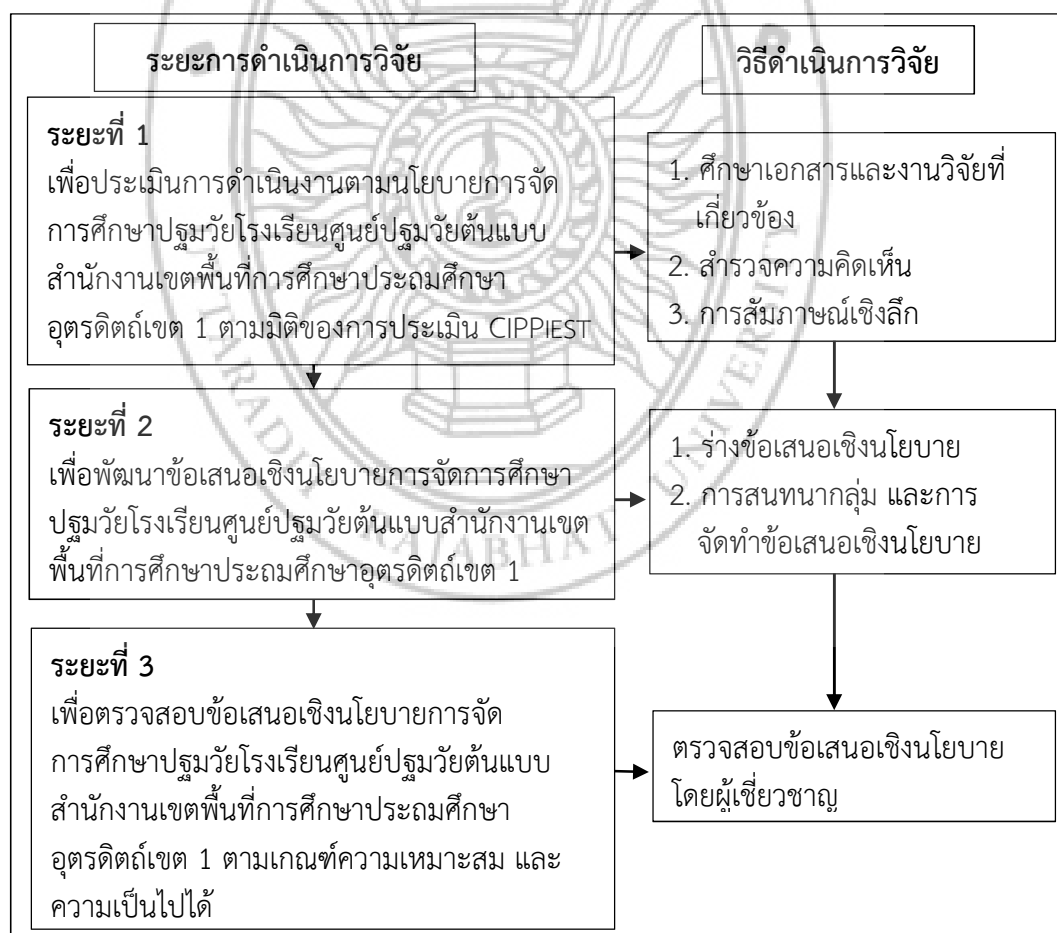 ระยะการดำเนินการวิจัย
วิธีดำเนินการวิจัย
ระยะที่ 1
เพื่อประเมินการดำเนินงานตามนโยบายการจัด
การศึกษาปฐมวัยโรงเรียนศูนย์ปฐมวัยต้นแบบ
สำนักงานเขตพื้นที่การศึกษาประถมศึกษา
อุตรดิตถ์เขต 1 ตามมิติของการประเมิน CIPPIEST
1. ศึกษาเอกสารและงานวิจัยที่
เกี่ยวข้อง
2. สำรวจความคิดเห็น
3. การสัมภาษณ์เชิงลึก
ระยะที่ 2
เพื่อพัฒนาข้อเสนอเชิงนโยบายการจัดการศึกษา
ปฐมวัยโรงเรียนศูนย์ปฐมวัยต้นแบบสำนักงานเขต
พื้นที่การศึกษาประถมศึกษาอุตรดิตถ์เขต 1
1. ร่างข้อเสนอเชิงนโยบาย
2. การสนทนากลุ่ม และการ
จัดทำข้อเสนอเชิงนโยบาย
ระยะที่ 3
เพื่อตรวจสอบข้อเสนอเชิงนโยบายการจัด
การศึกษาปฐมวัยโรงเรียนศูนย์ปฐมวัยต้นแบบ
สำนักงานเขตพื้นที่การศึกษาประถมศึกษา
อุตรดิตถ์เขต 1 ตามเกณฑ์ความเหมาะสม และ
ความเป็นไปได้
ตรวจสอบข้อเสนอเชิงนโยบาย
โดยผู้เชี่ยวชาญ
RAJABHAT UNIVERSITY